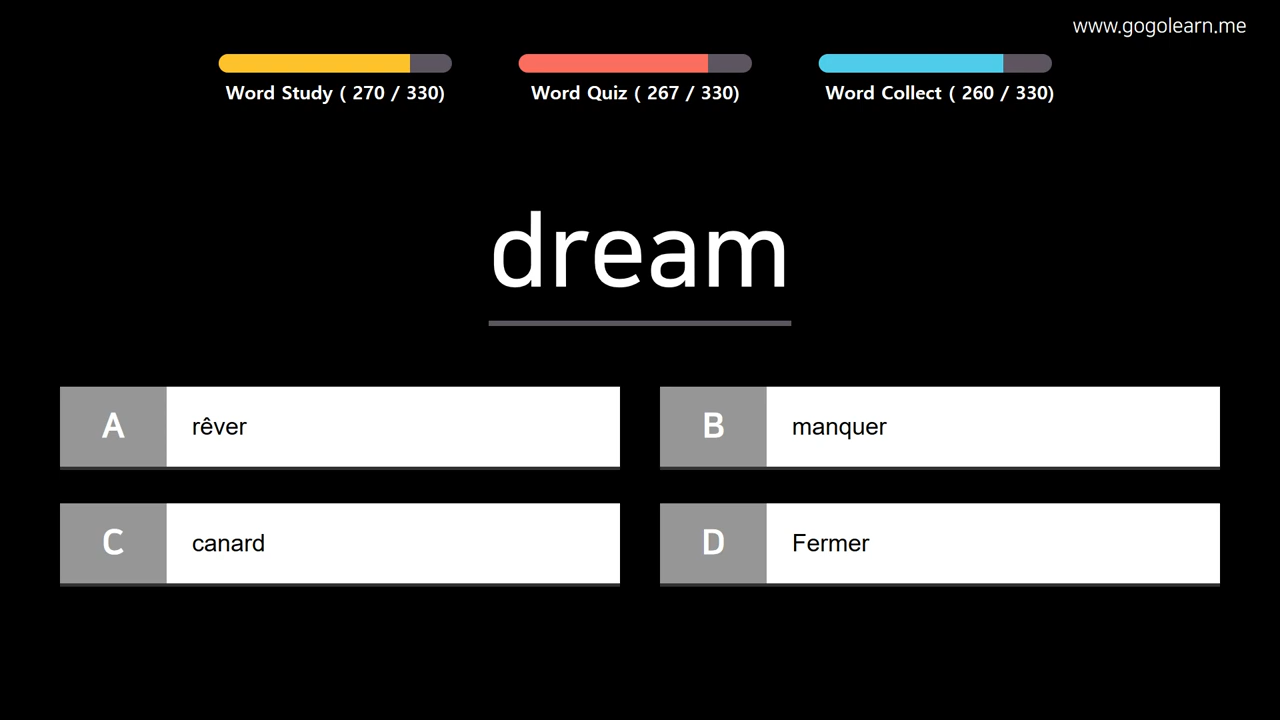 www.gogolearn.me
Word Study ( 270 / 330)
Word Quiz ( 267 / 330)
Word Collect ( 260 / 330)
dream
A rêver
B manquer
C canard
D Fermer